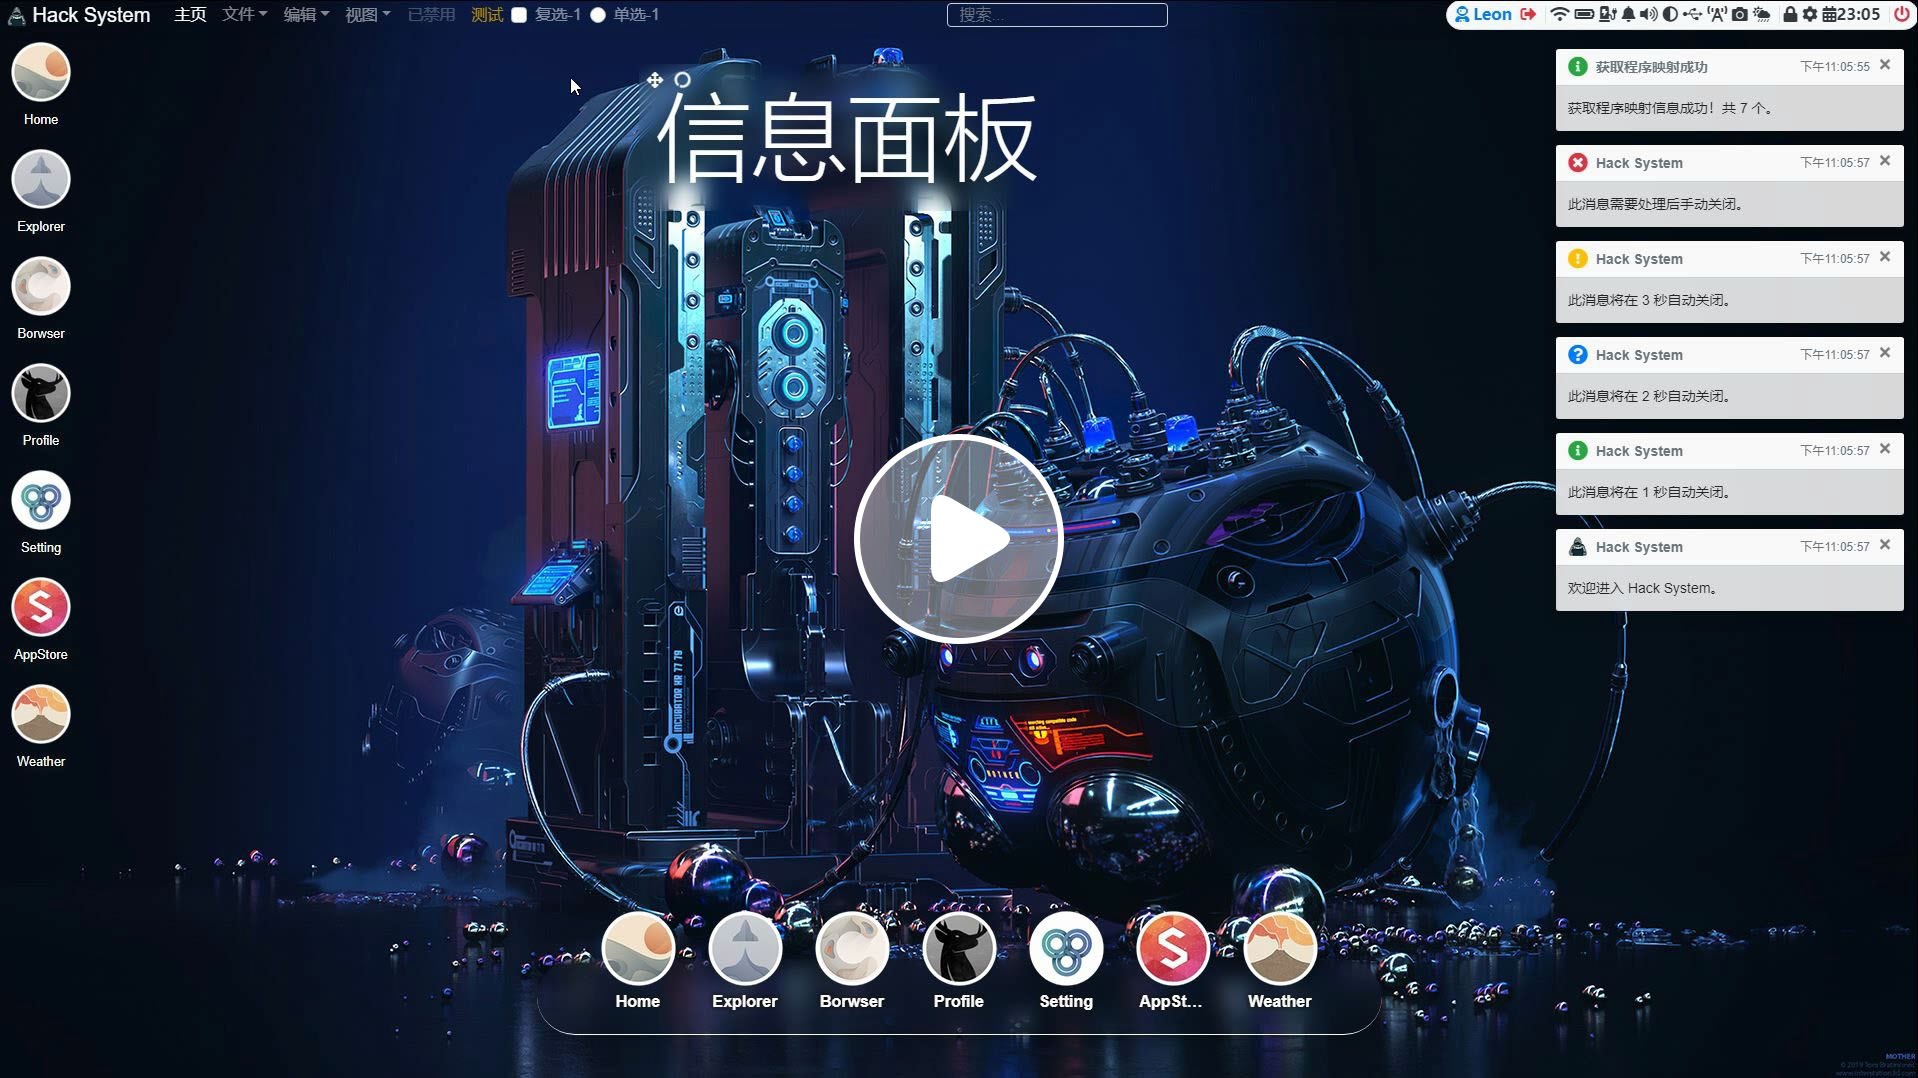 Hack System 主页 文件 编辑 视图 已禁用 测试 复选-1 单选-1
搜索...
Leon 23:05
Home
Explorer
Borwser
Profile
Setting
AppStore
Weather
信息面板
获取程序映射成功 下午11:05:55
获取程序映射信息成功！共 7 个。
Hack System 下午11:05:57
此消息需要处理后手动关闭。
Hack System 下午11:05:57
此消息将在 3 秒自动关闭。
Hack System 下午11:05:57
此消息将在 2 秒自动关闭。
Hack System 下午11:05:57
此消息将在 1 秒自动关闭。
Hack System 下午11:05:57
欢迎进入 Hack System。
INCUBATOR HR 77 79
searching compatible code
MOTHER
Home Explorer Borwser Profile Setting AppSt... Weather
MOTHER